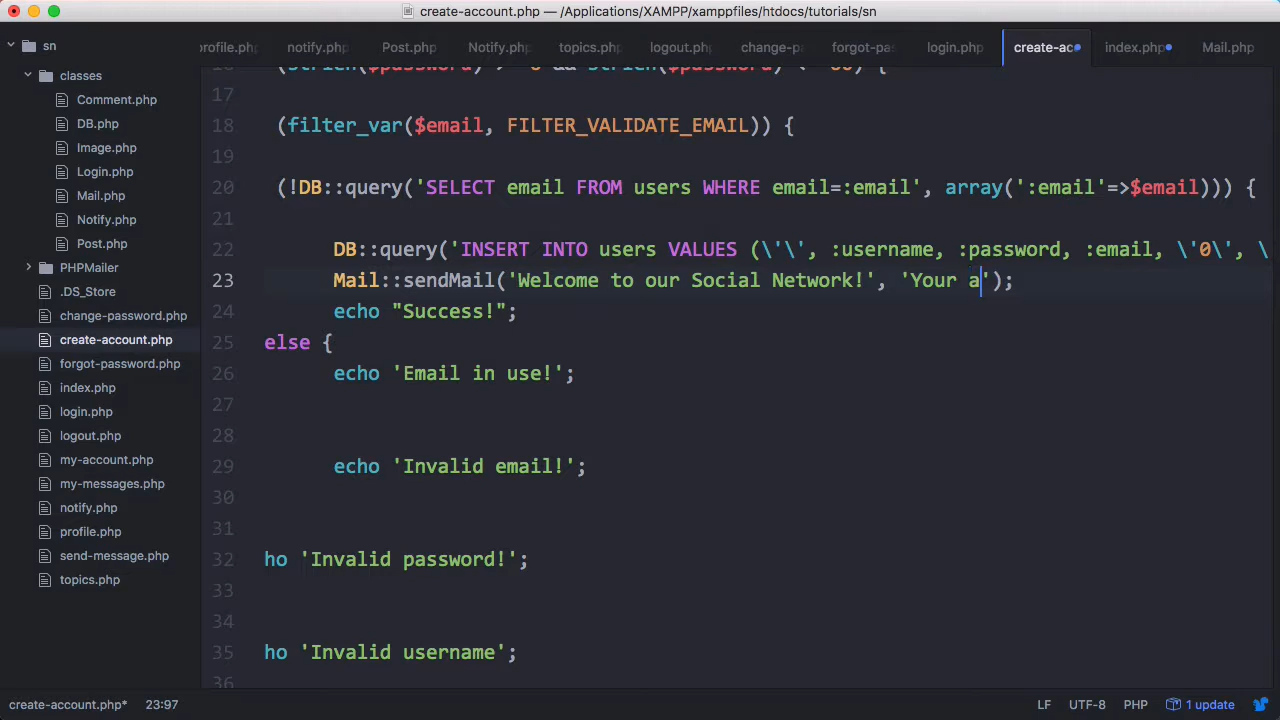 create-account.php — /Applications/XAMPP/xamppfiles/htdocs/tutorials/sn
sn
classes
Comment.php
DB.php
Image.php
Login.php
Mail.php
Notify.php
Post.php
PHPMailer
.DS_Store
change-password.php
create-account.php
forgot-password.php
index.php
login.php
logout.php
my-account.php
my-messages.php
notify.php
profile.php
send-message.php
topics.php
profile.php notify.php Post.php Notify.php topics.php logout.php change-pa forgot-pas login.php create-ac index.php Mail.php
17
18 (filter_var($email, FILTER_VALIDATE_EMAIL)) {
19
20 (!DB::query('SELECT email FROM users WHERE email=:email', array(':email'=>$email))) {
21
22 DB::query('INSERT INTO users VALUES (\'\', :username, :password, :email, \'0\', \
23 Mail::sendMail('Welcome to our Social Network!', 'Your a');
24 echo "Success!";
25 else {
26 echo 'Email in use!';
27
28
29 echo 'Invalid email!';
30
31
32 ho 'Invalid password!';
33
34
35 ho 'Invalid username';
36
create-account.php* 23:97 LF UTF-8 PHP 1 update